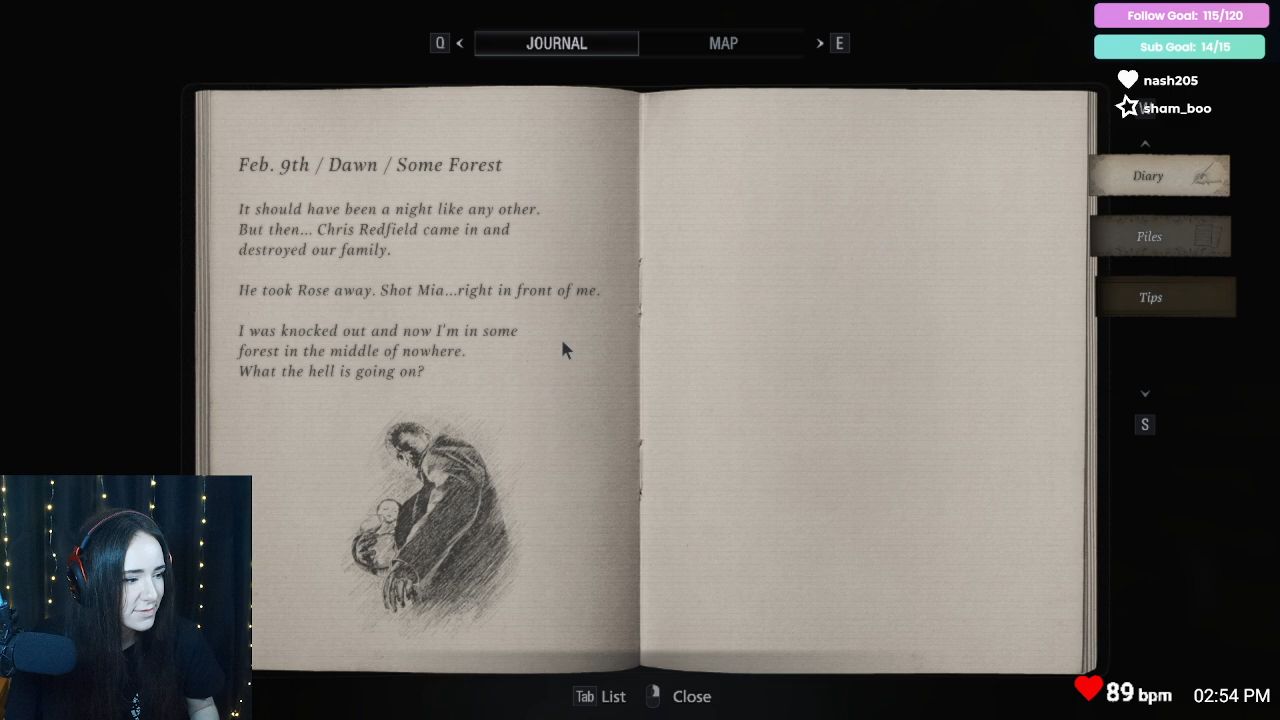 Follow Goal: 115/120
Sub Goal: 14/15
nash205
sham_boo
Q < JOURNAL MAP > E
Feb. 9th / Dawn / Some Forest
It should have been a night like any other.
But then... Chris Redfield came in and
destroyed our family.
He took Rose away. Shot Mia...right in front of me.
I was knocked out and now I'm in some
forest in the middle of nowhere.
What the hell is going on?
W
Diary
Files
Tips
S
Tab List Close
89 bpm 02:54 PM